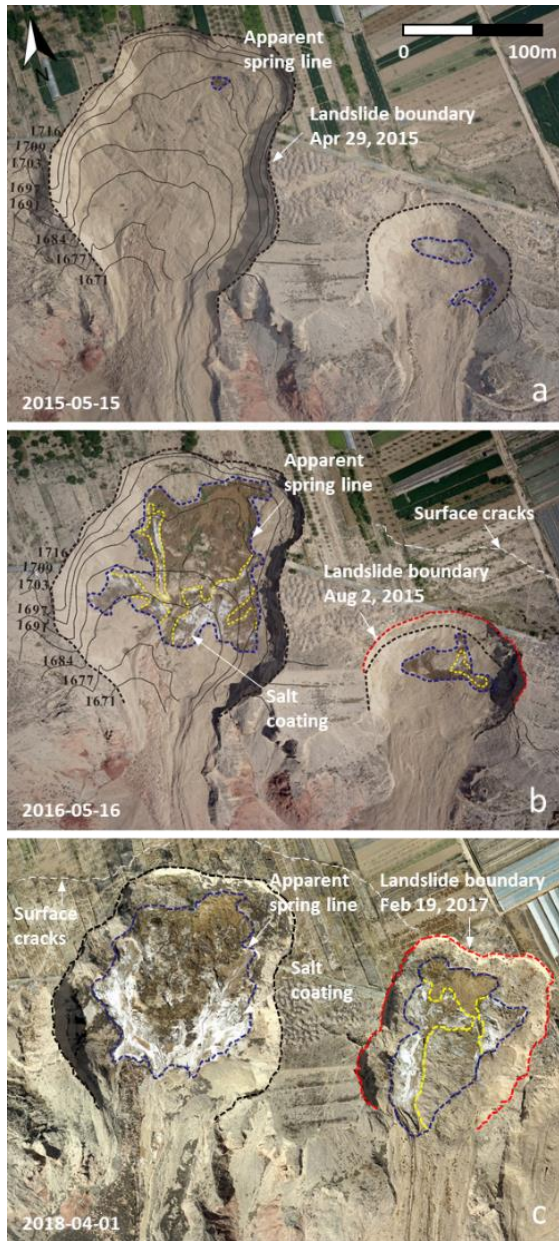 0 100m
N
Apparent
spring line
Landslide boundary
Apr 29, 2015
1716
1709
1703
1697
1691
1684
1677
1671
2015-05-15
a
Apparent
spring line
Surface cracks
Landslide boundary
Aug 2, 2015
1716
1709
1703
1697
1691
1684
1677
1671
Salt
coating
2016-05-16
b
Apparent
spring line
Landslide boundary
Feb 19, 2017
Surface
cracks
Salt
coating
2018-04-01
c